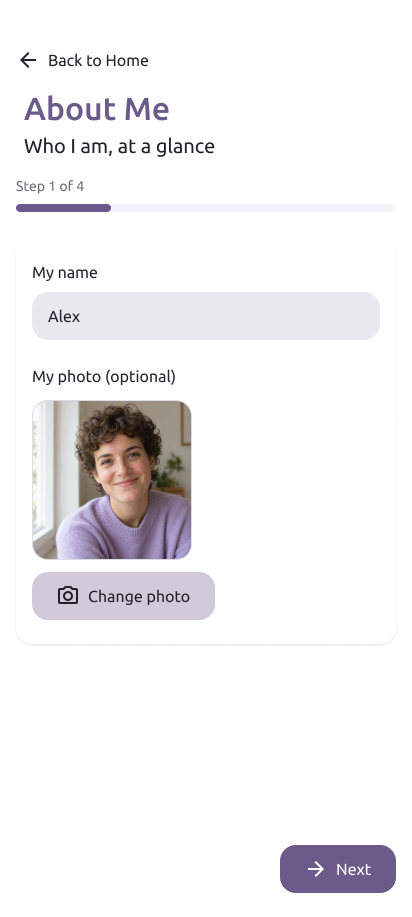 Back to Home
About Me
Who I am, at a glance
Step 1 of 4
My name
Alex
My photo (optional)
Change photo
Next